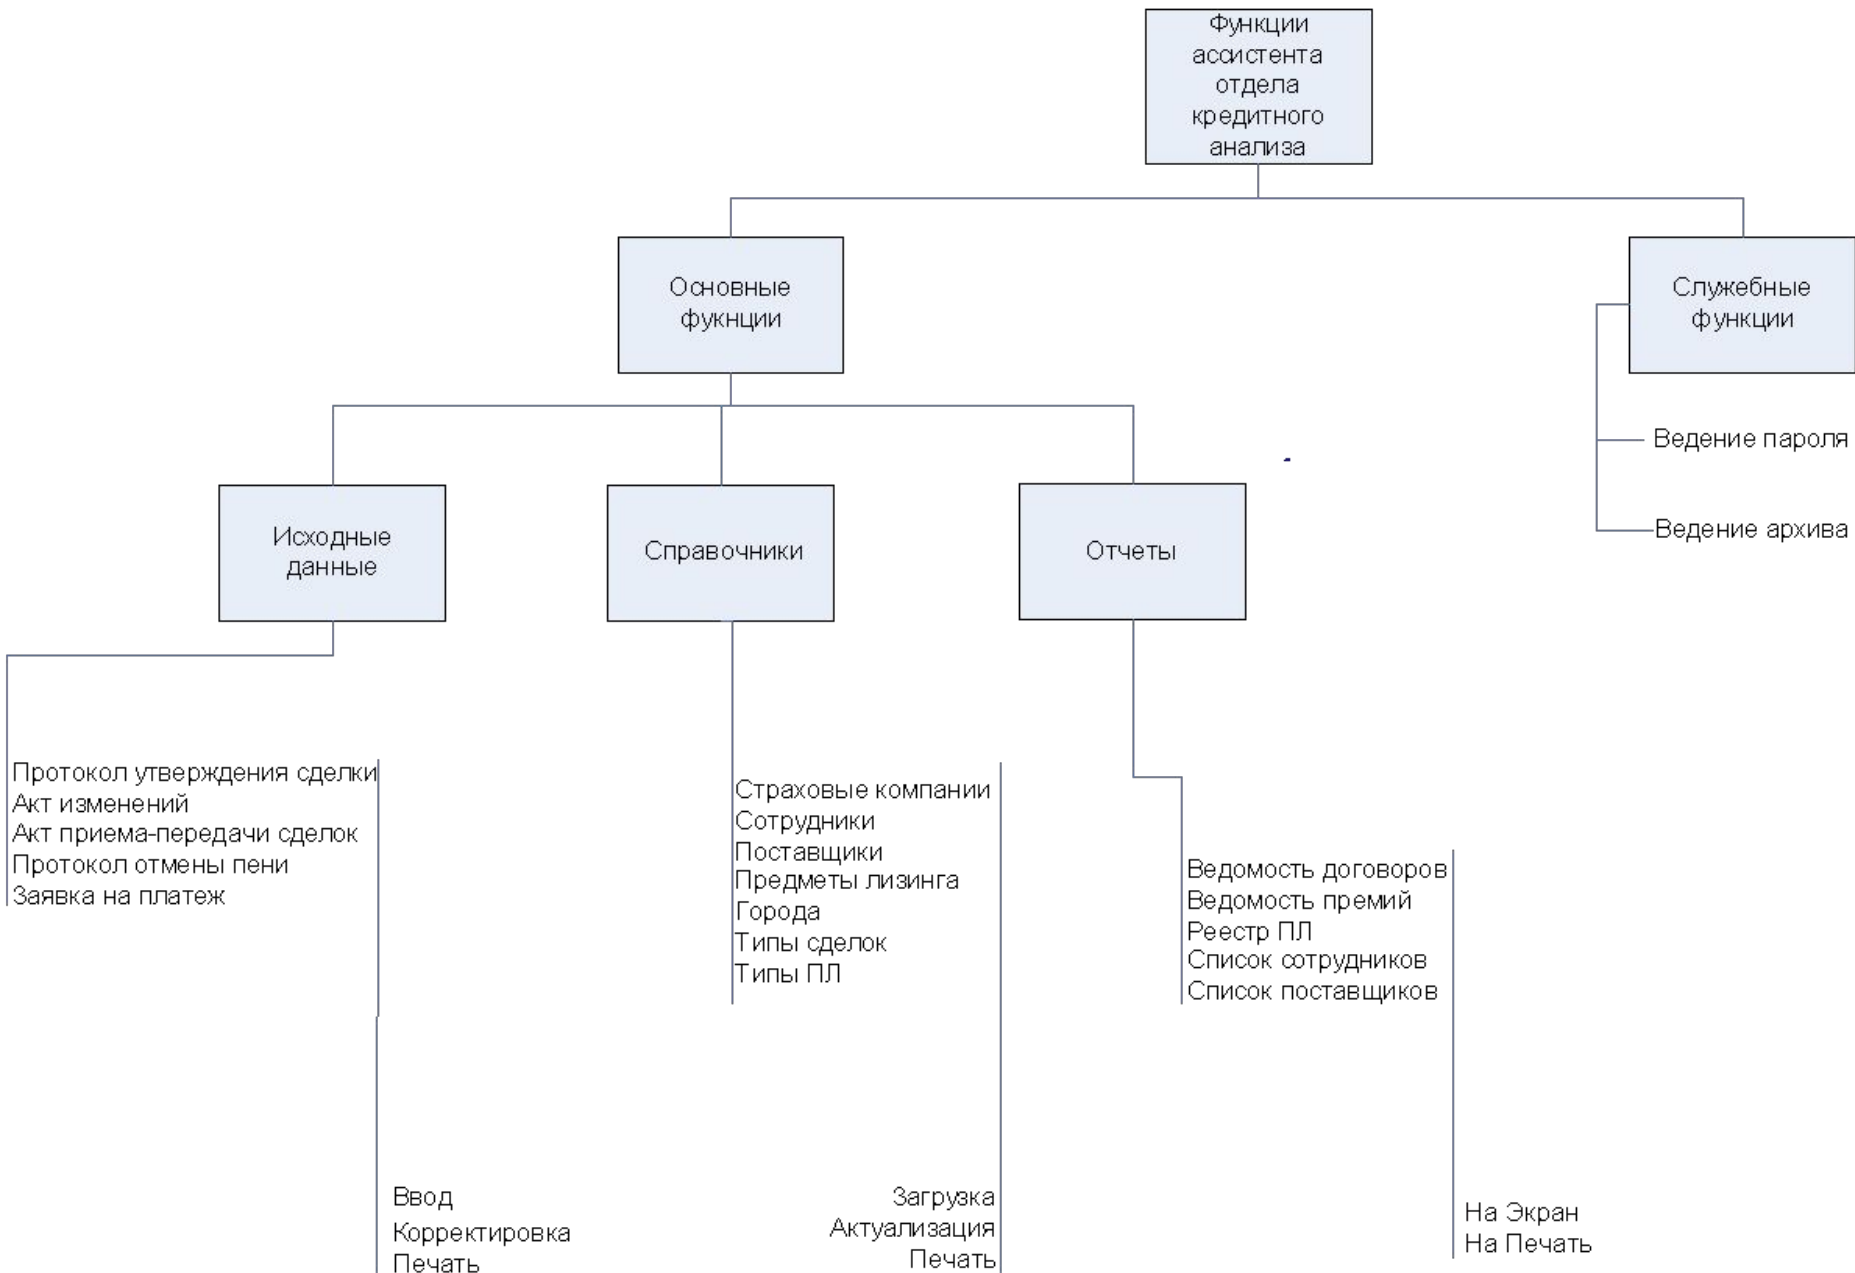 Функции
ассистента
отдела
кредитного
анализа
Основные
фукнции
Служебные
функции
Ведение пароля
Ведение архива
Исходные
данные
Справочники
Отчеты
Протокол утверждения сделки
Акт изменений
Акт приема-передачи сделок
Протокол отмены пени
Заявка на платеж
Ввод
Корректировка
Печать
Страховые компании
Сотрудники
Поставщики
Предметы лизинга
Города
Типы сделок
Типы ПЛ
Загрузка
Актуализация
Печать
Ведомость договоров
Ведомость премий
Реестр ПЛ
Список сотрудников
Список поставщиков
На Экран
На Печать